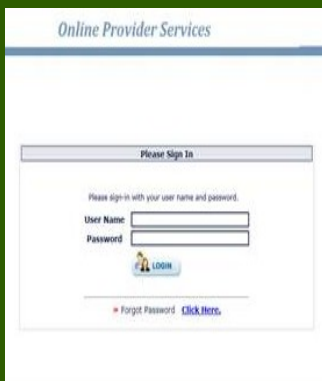 Online Provider Services
Please Sign In
Please sign-in with your user name and password.
User Name
Password
LOGIN
Forgot Password Click Here.